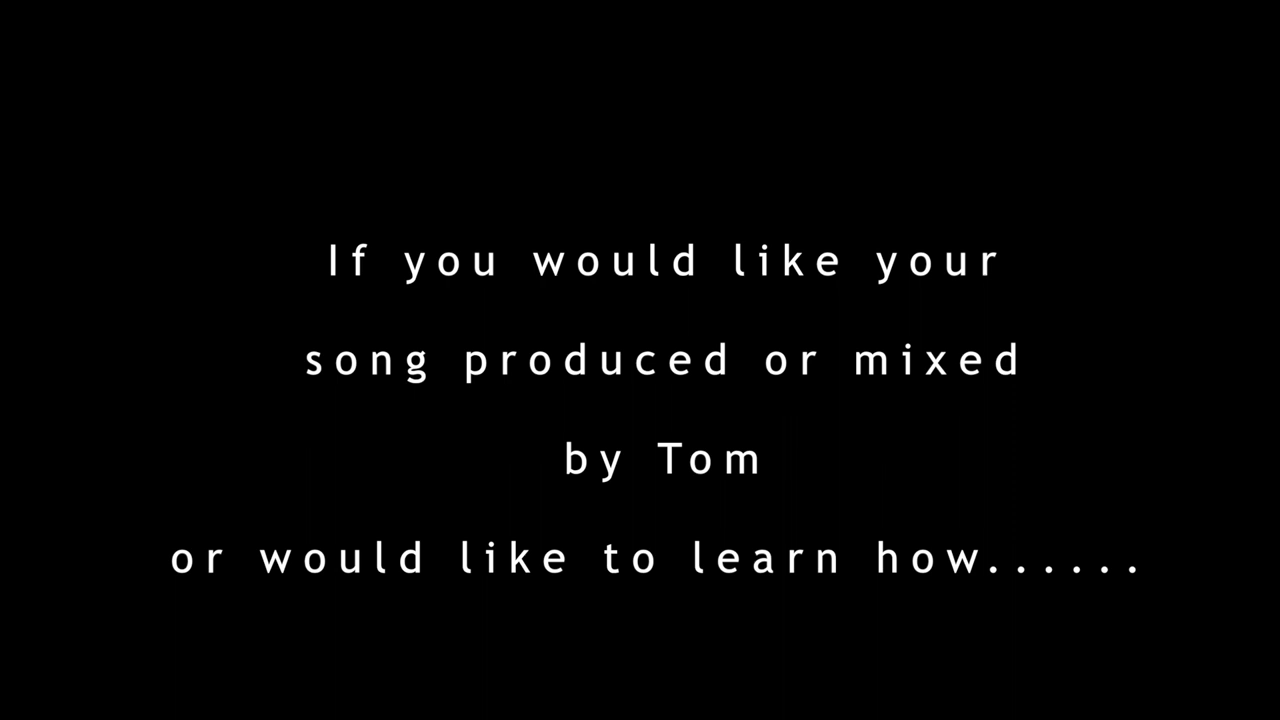 If you would like your
song produced or mixed
by Tom
or would like to learn how......